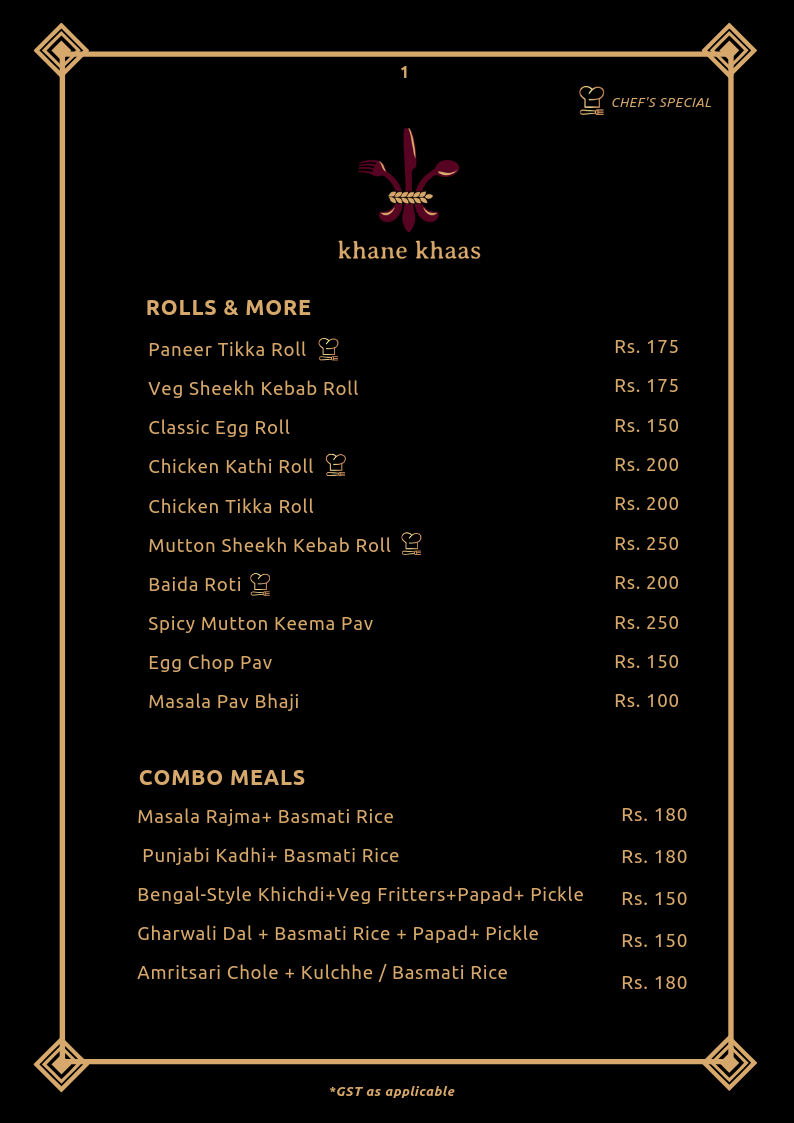 1
CHEF'S SPECIAL
khane khaas
ROLLS & MORE
Paneer Tikka Roll Rs. 175
Veg Sheekh Kebab Roll Rs. 175
Classic Egg Roll Rs. 150
Chicken Kathi Roll Rs. 200
Chicken Tikka Roll Rs. 200
Mutton Sheekh Kebab Roll Rs. 250
Baida Roti Rs. 200
Spicy Mutton Keema Pav Rs. 250
Egg Chop Pav Rs. 150
Masala Pav Bhaji Rs. 100
COMBO MEALS
Masala Rajma+ Basmati Rice Rs. 180
Punjabi Kadhi+ Basmati Rice Rs. 180
Bengal-Style Khichdi+Veg Fritters+Papad+ Pickle Rs. 150
Gharwali Dal + Basmati Rice + Papad+ Pickle Rs. 150
Amritsari Chole + Kulchhe / Basmati Rice Rs. 180
*GST as applicable